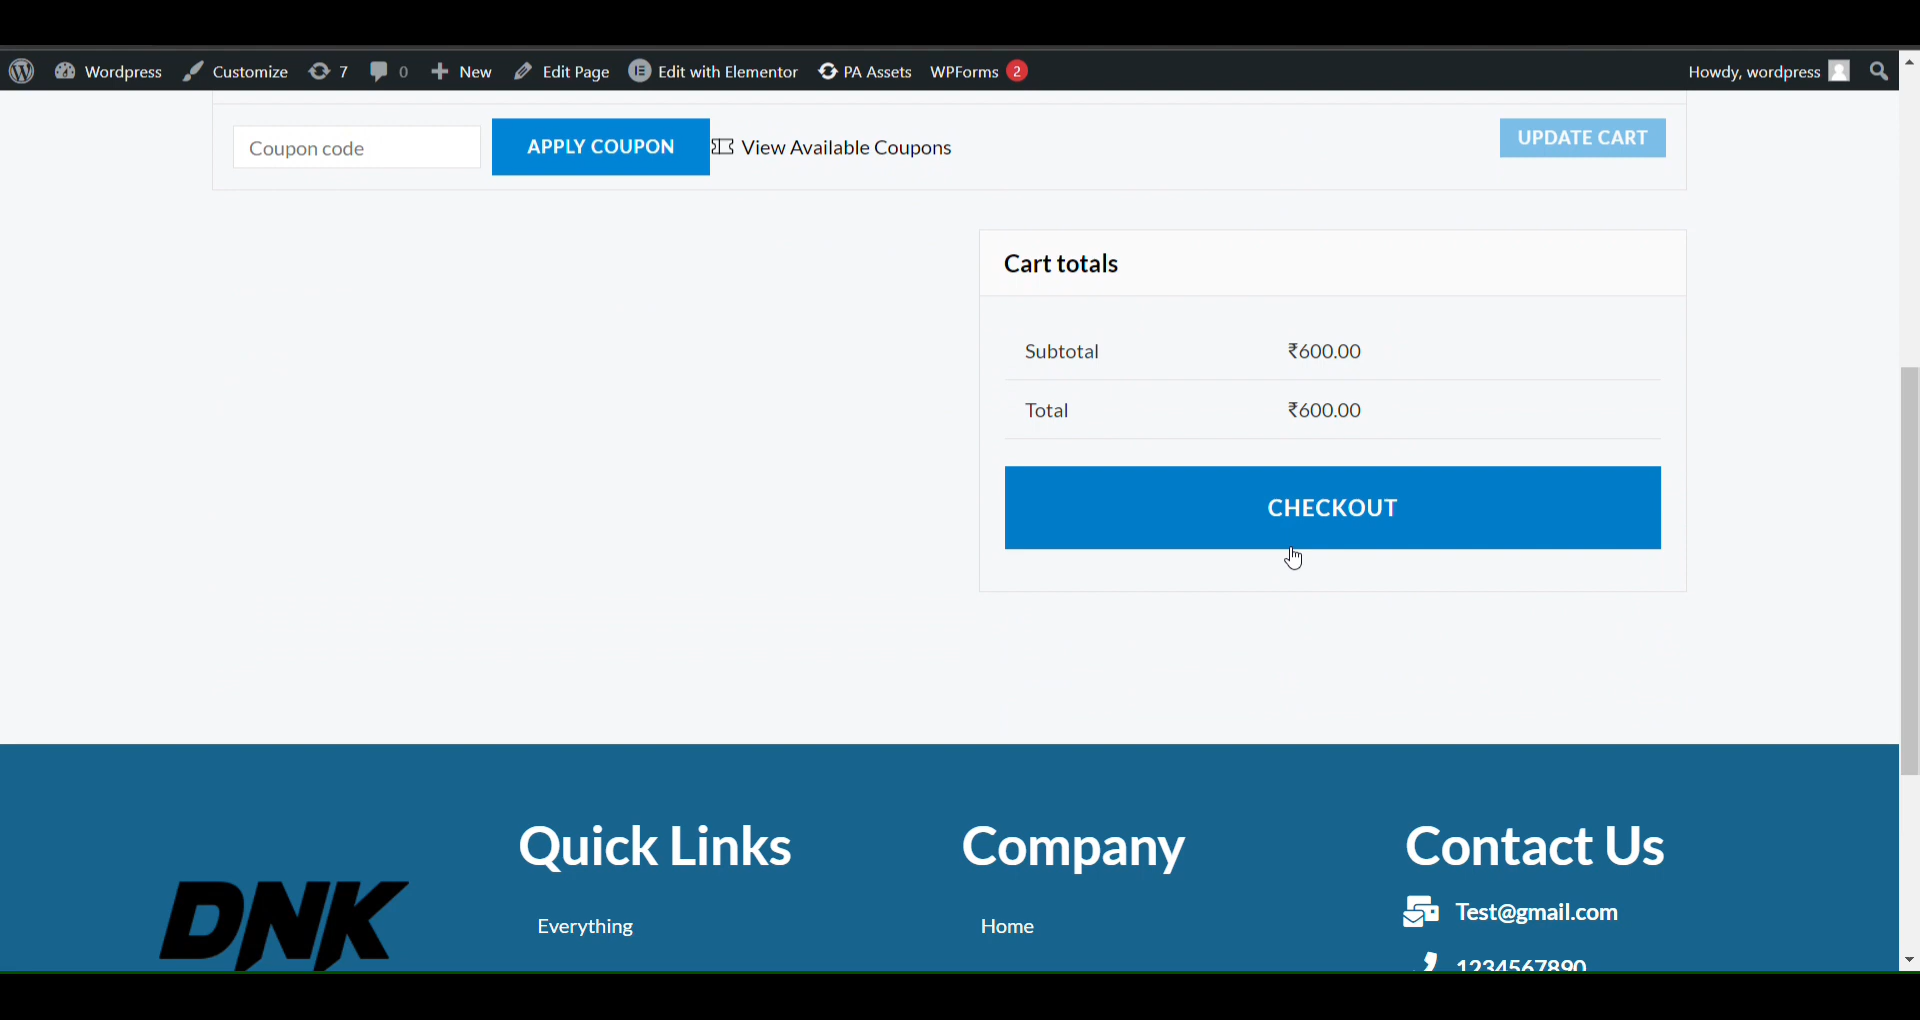 Wordpress Customize 7 0 New Edit Page Edit with Elementor PA Assets WPForms 2 Howdy, wordpress
Coupon code APPLY COUPON View Available Coupons UPDATE CART
Cart totals
Subtotal ₹600.00
Total ₹600.00
CHECKOUT
Quick Links Company Contact Us
DNK
Everything Home Test@gmail.com
1234567890